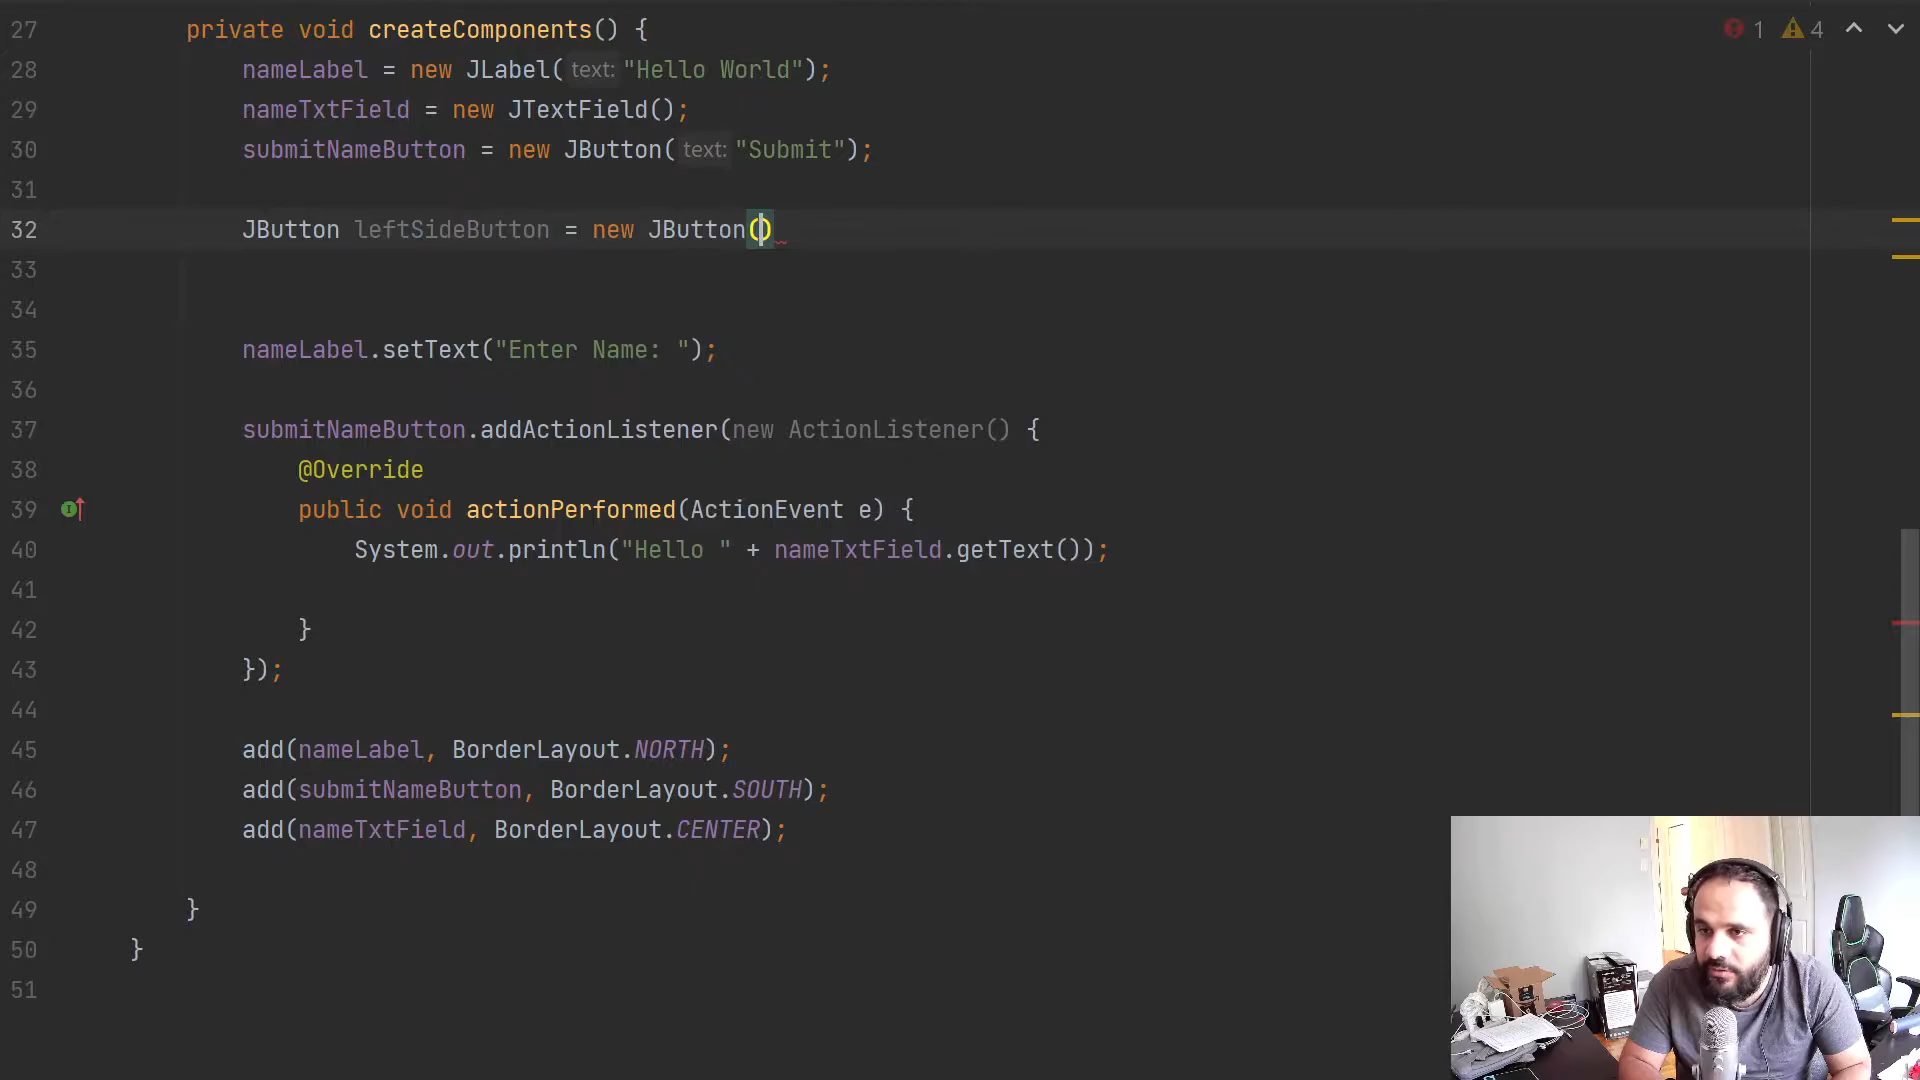 27 private void createComponents() {
1 4
28 nameLabel = new JLabel( text: "Hello World");
29 nameTxtField = new JTextField();
30 submitNameButton = new JButton( text: "Submit");
31
32 JButton leftSideButton = new JButton()
33
34
35 nameLabel.setText("Enter Name: ");
36
37 submitNameButton.addActionListener(new ActionListener() {
38 @Override
39 public void actionPerformed(ActionEvent e) {
40 System.out.println("Hello " + nameTxtField.getText());
41
42 }
43 });
44
45 add(nameLabel, BorderLayout.NORTH);
46 add(submitNameButton, BorderLayout.SOUTH);
47 add(nameTxtField, BorderLayout.CENTER);
48
49 }
50 }
51